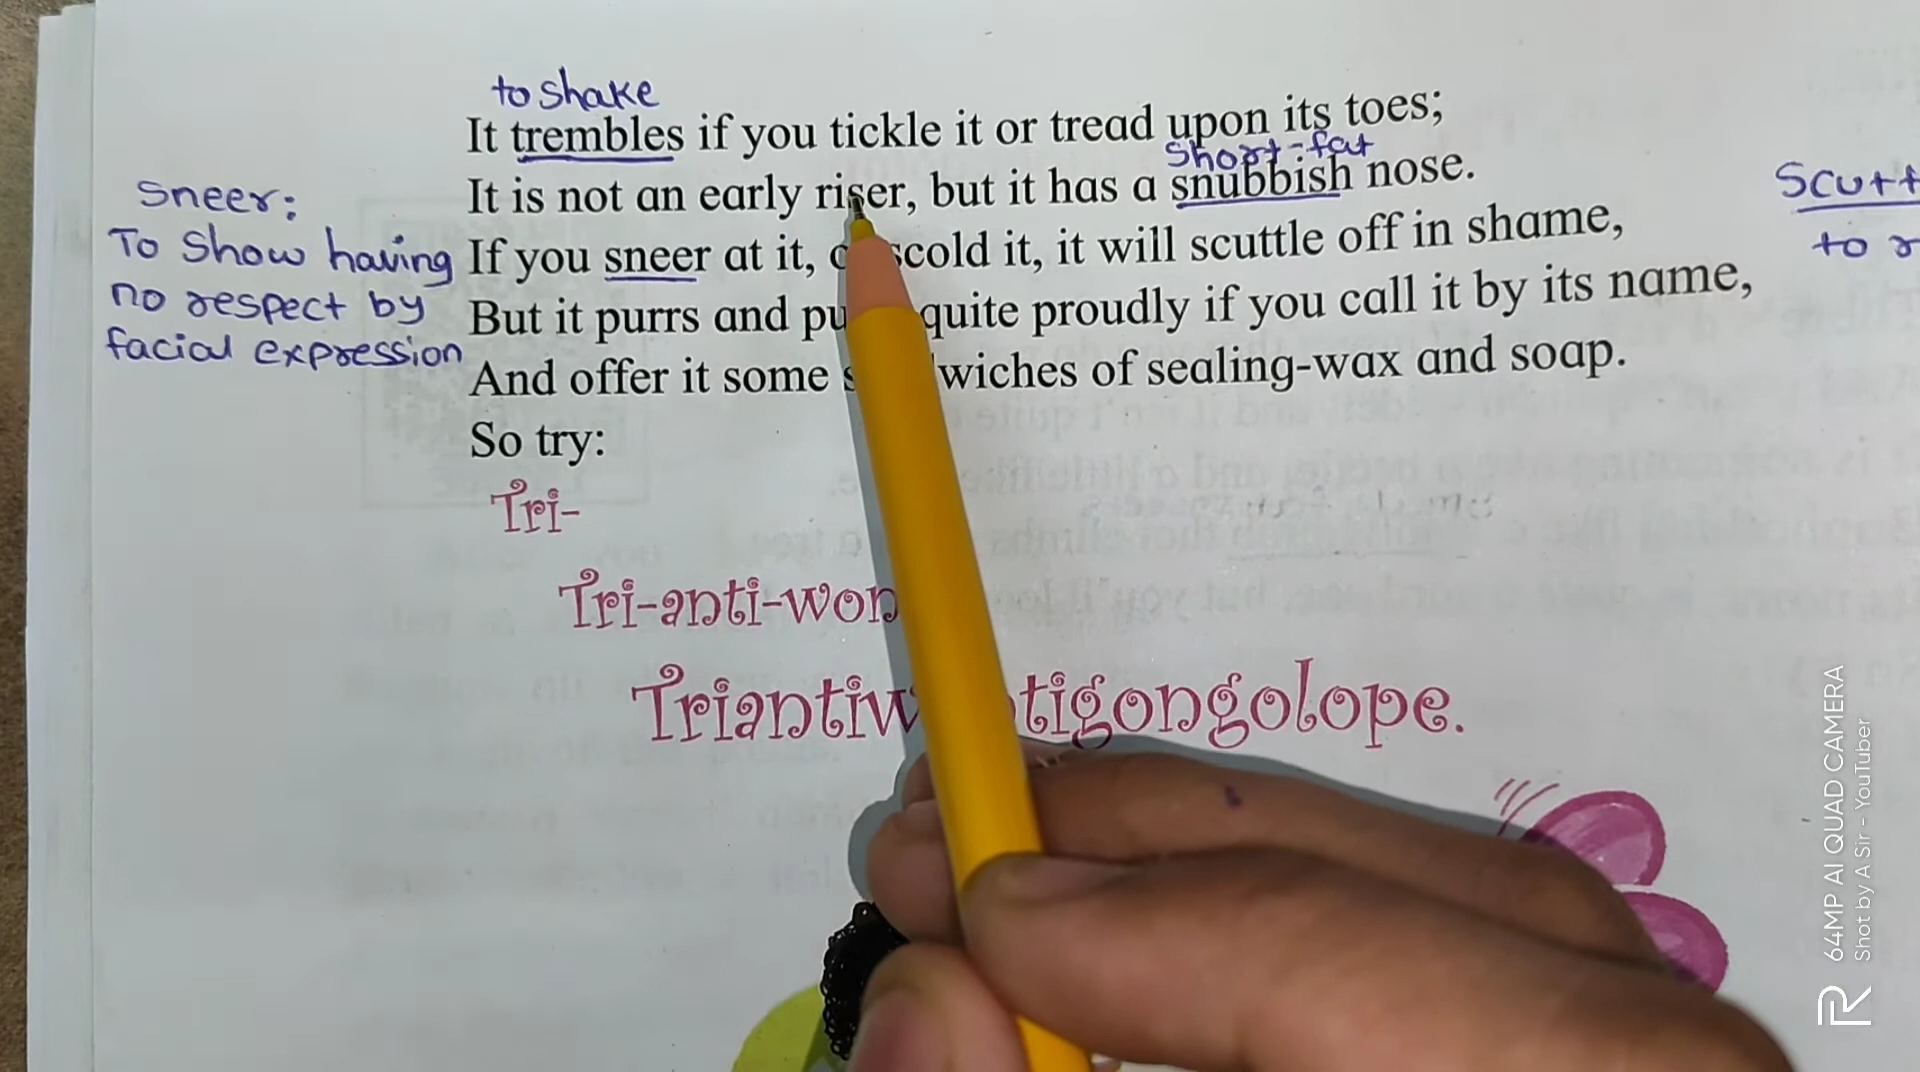 to shake
It trembles if you tickle it or tread upon its toes;
short-fat
It is not an early riser, but it has a snubbish nose.
Sneer:
To show having
no respect by
facial expression
If you sneer at it, scold it, it will scuttle off in shame,
But it purrs and quite proudly if you call it by its name,
And offer it some wiches of sealing-wax and soap.
So try:
Tri-
Tri-anti-won
Triantiw tigongolope.
Scutt
to r
64MP AI QUAD CAMERA
Shot by A Sir - YouTuber
R